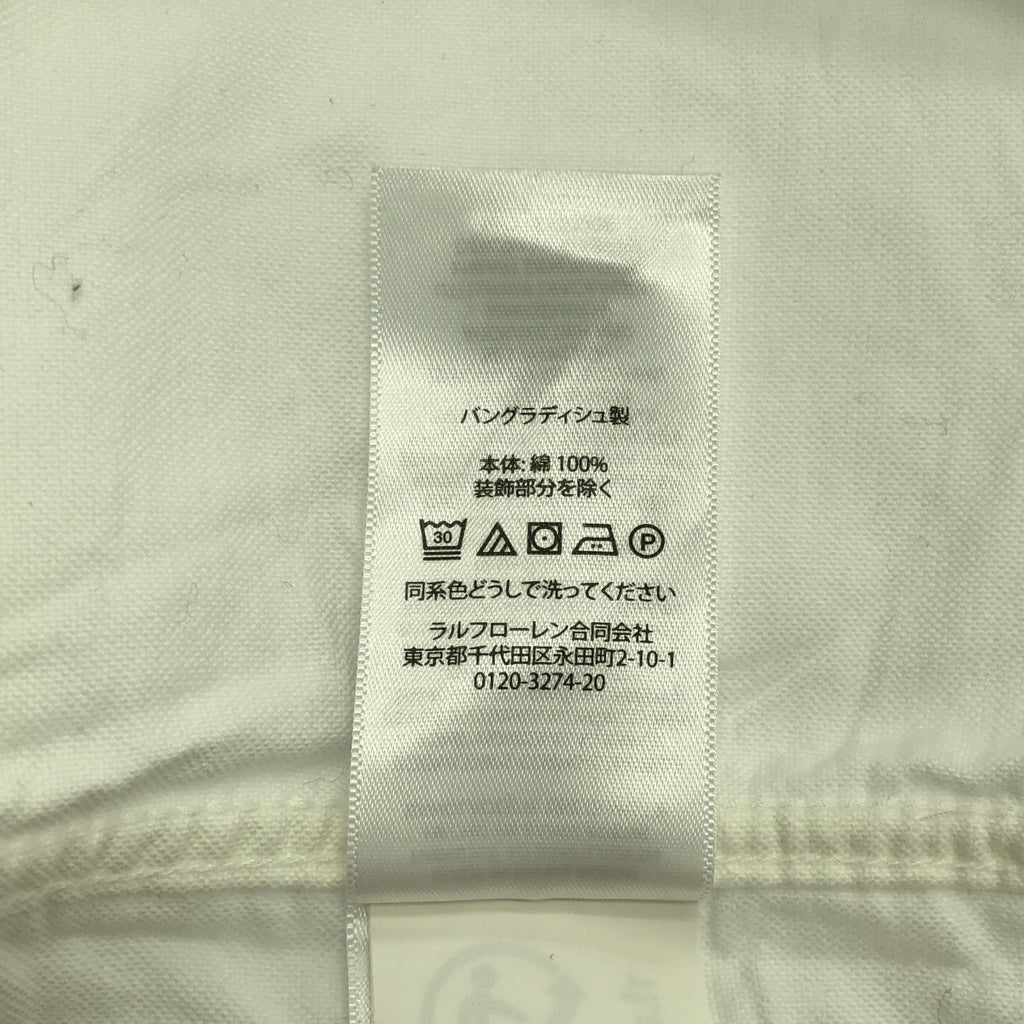 バングラディシュ製
本体: 綿 100%
装飾部分を除く
30 P
同系色どうしで洗ってください
ラルフローレン合同会社
東京都千代田区永田町2-10-1
0120-3274-20